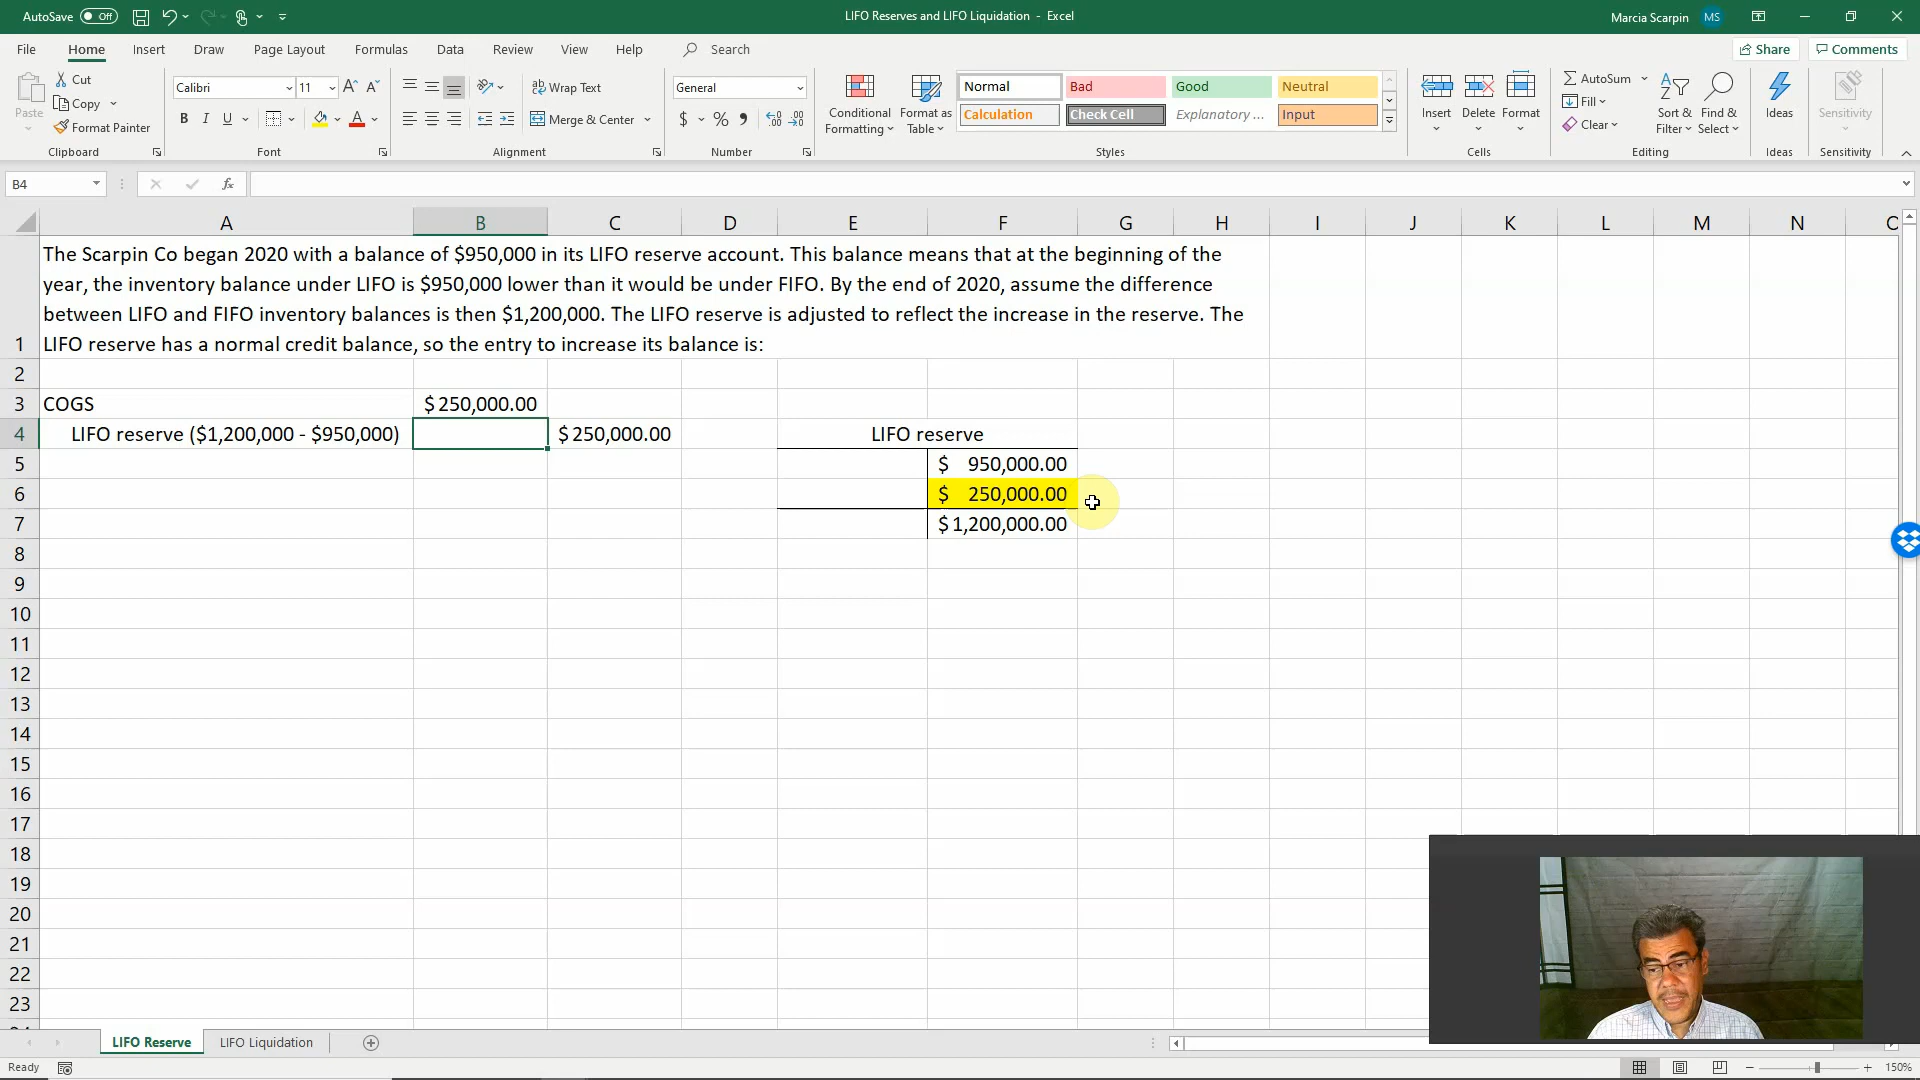 AutoSave Off
LIFO Reserves and LIFO Liquidation - Excel
Marcia Scarpin MS
File Home Insert Draw Page Layout Formulas Data Review View Help Search
Share Comments
Paste
Cut
Copy
Format Painter
Clipboard
Calibri 11
B I U
Font
Wrap Text
Merge & Center
Alignment
General
$ % ,
Number
Conditional Formatting
Format as Table
Normal Bad Good Neutral
Calculation Check Cell Explanatory ... Input
Styles
Insert Delete Format
Cells
AutoSum
Fill
Clear
Sort & Filter
Find & Select
Editing
Ideas
Ideas
Sensitivity
Sensitivity
B4 fx
A B C D E F G H I J K L M N O
The Scarpin Co began 2020 with a balance of $950,000 in its LIFO reserve account. This balance means that at the beginning of the
year, the inventory balance under LIFO is $950,000 lower than it would be under FIFO. By the end of 2020, assume the difference
between LIFO and FIFO inventory balances is then $1,200,000. The LIFO reserve is adjusted to reflect the increase in the reserve. The
1 LIFO reserve has a normal credit balance, so the entry to increase its balance is:
2
3 COGS $250,000.00
4 LIFO reserve ($1,200,000 - $950,000) $250,000.00 LIFO reserve
5 $ 950,000.00
6 $ 250,000.00
7 $1,200,000.00
8
9
10
11
12
13
14
15
16
17
18
19
20
21
22
23
LIFO Reserve LIFO Liquidation
Ready
150%